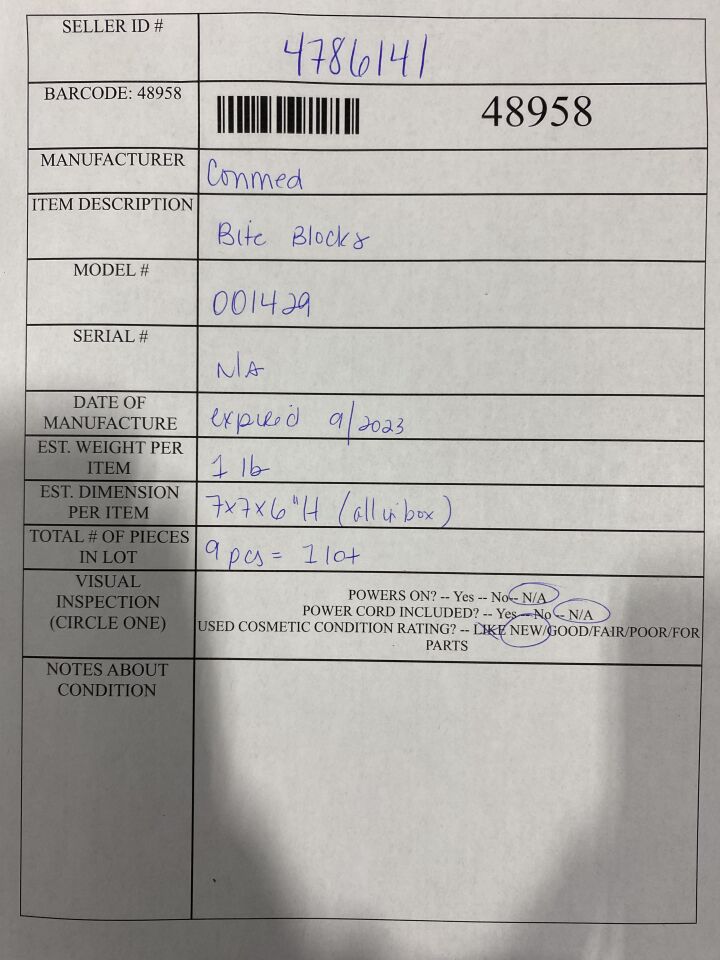 SELLER ID #
4786141
BARCODE: 48958
48958
MANUFACTURER
Conmed
ITEM DESCRIPTION
Bite Blocks
MODEL #
001429
SERIAL #
N/A
DATE OF
MANUFACTURE
expired 9/2023
EST. WEIGHT PER
ITEM
1 lb
EST. DIMENSION
PER ITEM
7x7x6"H (all in box)
TOTAL # OF PIECES
IN LOT
9 pcs = 1 lot
VISUAL
INSPECTION
(CIRCLE ONE)
POWERS ON? -- Yes -- No -- N/A
POWER CORD INCLUDED? -- Yes -- No -- N/A
USED COSMETIC CONDITION RATING? -- LIKE NEW/GOOD/FAIR/POOR/FOR
PARTS
NOTES ABOUT
CONDITION